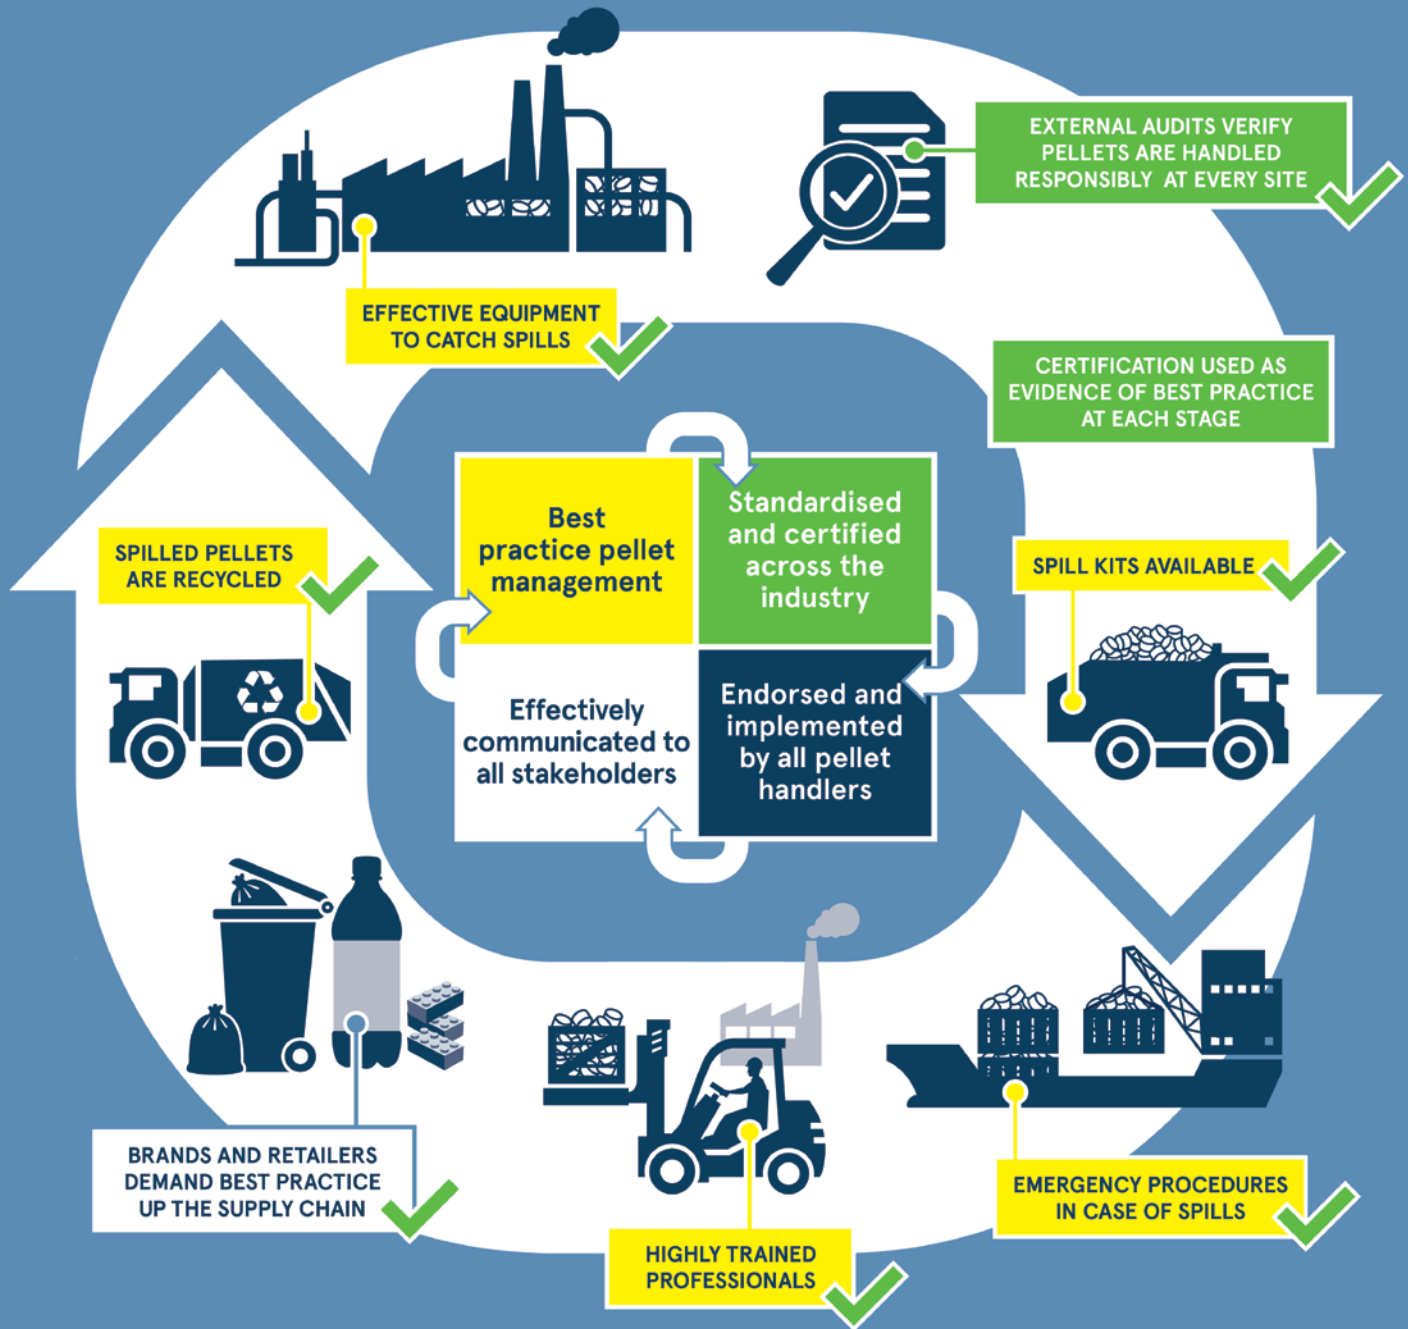 EXTERNAL AUDITS VERIFY
PELLETS ARE HANDLED
RESPONSIBLY AT EVERY SITE
EFFECTIVE EQUIPMENT
TO CATCH SPILLS
CERTIFICATION USED AS
EVIDENCE OF BEST PRACTICE
AT EACH STAGE
Best
practice pellet
management
Standardised
and certified
across the
industry
SPILLED PELLETS
ARE RECYCLED
SPILL KITS AVAILABLE
Effectively
communicated to
all stakeholders
Endorsed and
implemented
by all pellet
handlers
BRANDS AND RETAILERS
DEMAND BEST PRACTICE
UP THE SUPPLY CHAIN
HIGHLY TRAINED
PROFESSIONALS
EMERGENCY PROCEDURES
IN CASE OF SPILLS